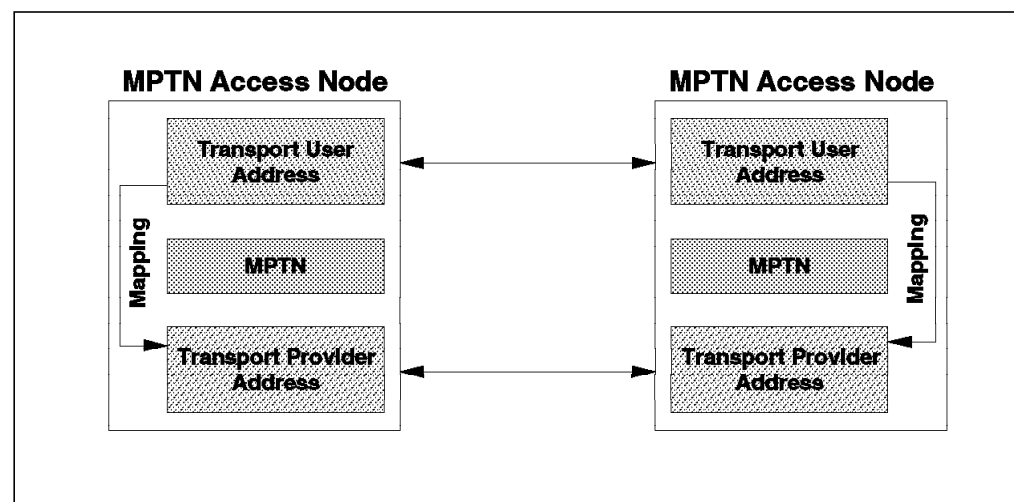 MPTN Access Node
Transport User
Address
Mapping
MPTN
Transport Provider
Address
MPTN Access Node
Transport User
Address
Mapping
MPTN
Transport Provider
Address